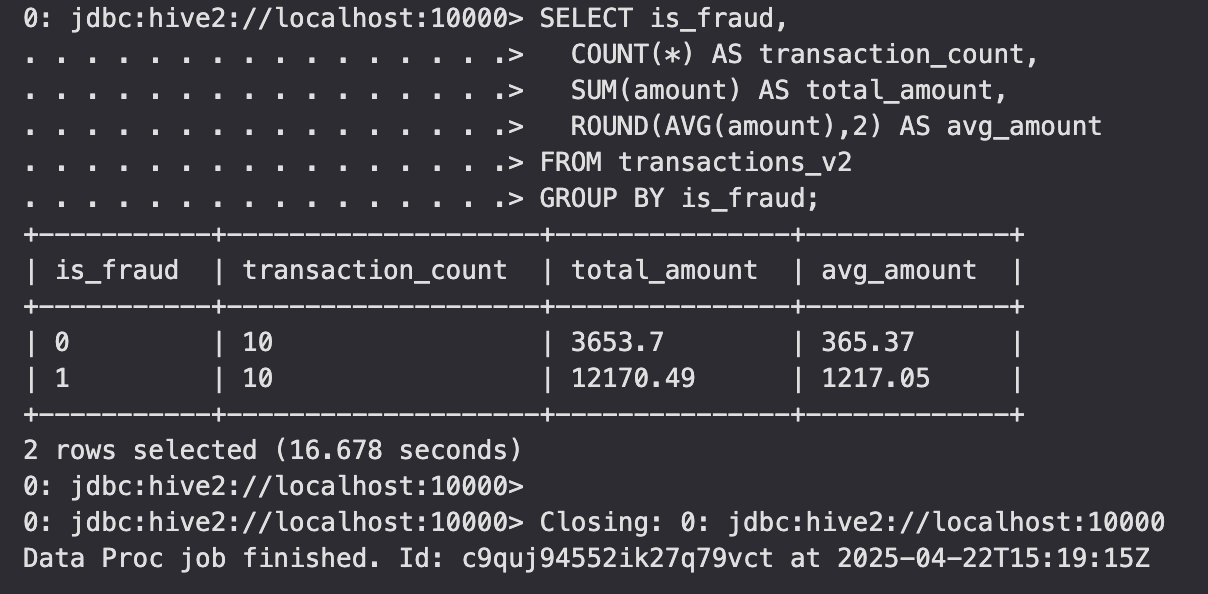 0: jdbc:hive2://localhost:10000> SELECT is_fraud,
. . . . . . . . . . . . . . . .>   COUNT(*) AS transaction_count,
. . . . . . . . . . . . . . . .>   SUM(amount) AS total_amount,
. . . . . . . . . . . . . . . .>   ROUND(AVG(amount),2) AS avg_amount
. . . . . . . . . . . . . . . .> FROM transactions_v2
. . . . . . . . . . . . . . . .> GROUP BY is_fraud;
+-----------+--------------------+---------------+-------------+
| is_fraud  | transaction_count  | total_amount  | avg_amount  |
+-----------+--------------------+---------------+-------------+
| 0         | 10                 | 3653.7        | 365.37      |
| 1         | 10                 | 12170.49      | 1217.05     |
+-----------+--------------------+---------------+-------------+
2 rows selected (16.678 seconds)
0: jdbc:hive2://localhost:10000>
0: jdbc:hive2://localhost:10000> Closing: 0: jdbc:hive2://localhost:10000
Data Proc job finished. Id: c9quj94552ik27q79vct at 2025-04-22T15:19:15Z